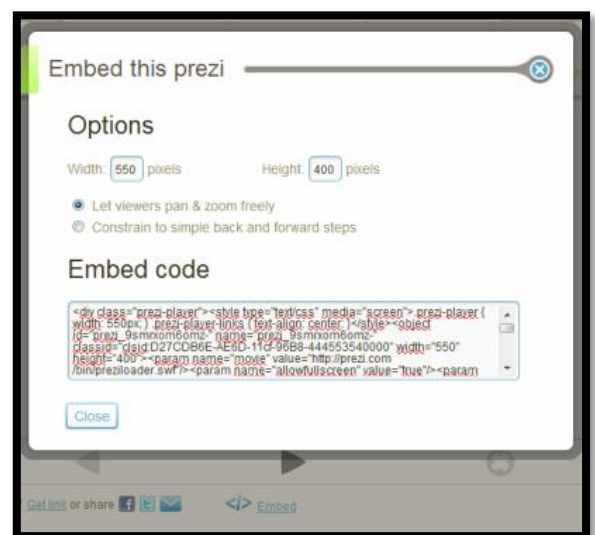 Embed this prezi
Options
Width: 550 pixels Height: 400 pixels
Let viewers pan & zoom freely
Constrain to simple back and forward steps
Embed code
<div class="prezi-player"><style type="text/css" media="screen">.prezi-player {
width: 550px; } .prezi-player-links { text-align: center; }</style><object
id="prezi_9smrxom6omz-" name="prezi_9smrxom6omz-"
classid="clsid:D27CDB6E-AE6D-11cf-96B8-444553540000" width="550"
height="400"><param name="movie" value="http://prezi.com
/bin/preziloader.swf"/><param name="allowfullscreen" value="true"/><param
Close
Get link or share </> Embed